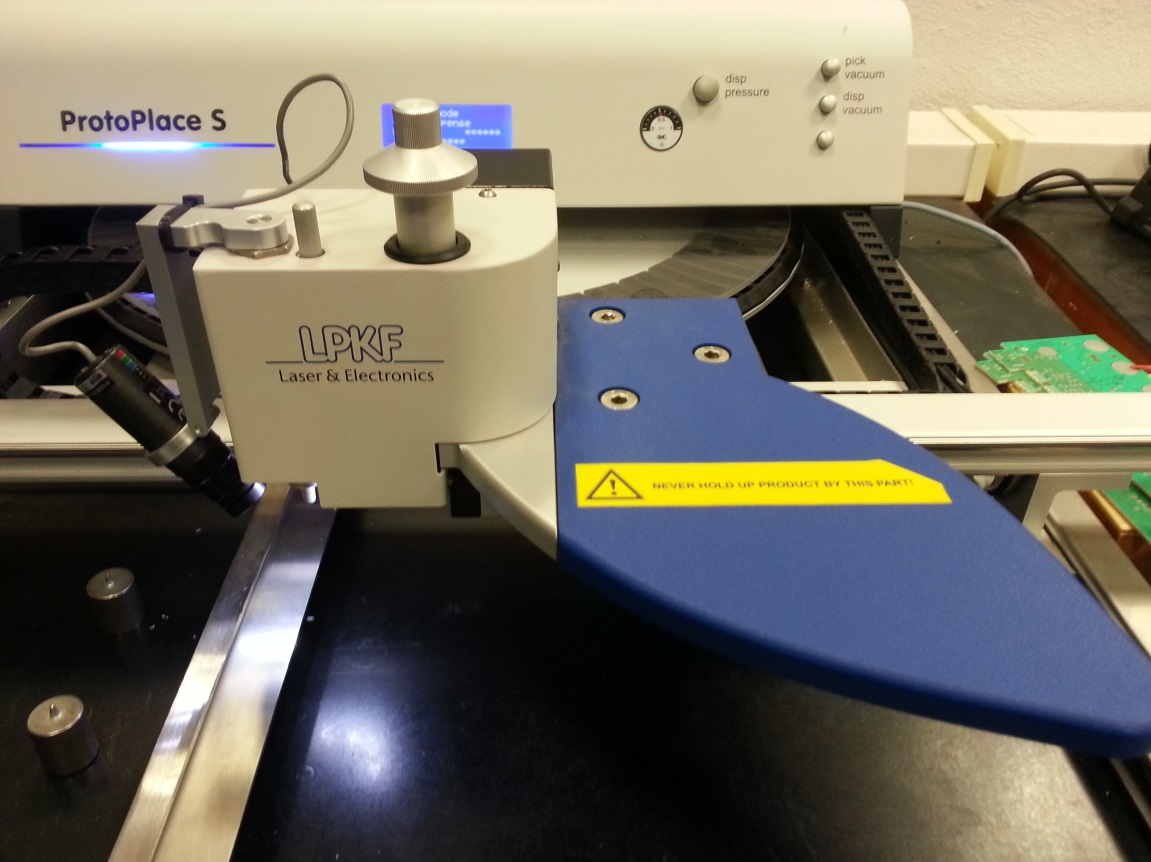 ProtoPlace S
disp
pressure
pick
vacuum
disp
vacuum
LPKF
Laser & Electronics
NEVER HOLD UP PRODUCT BY THIS PART!